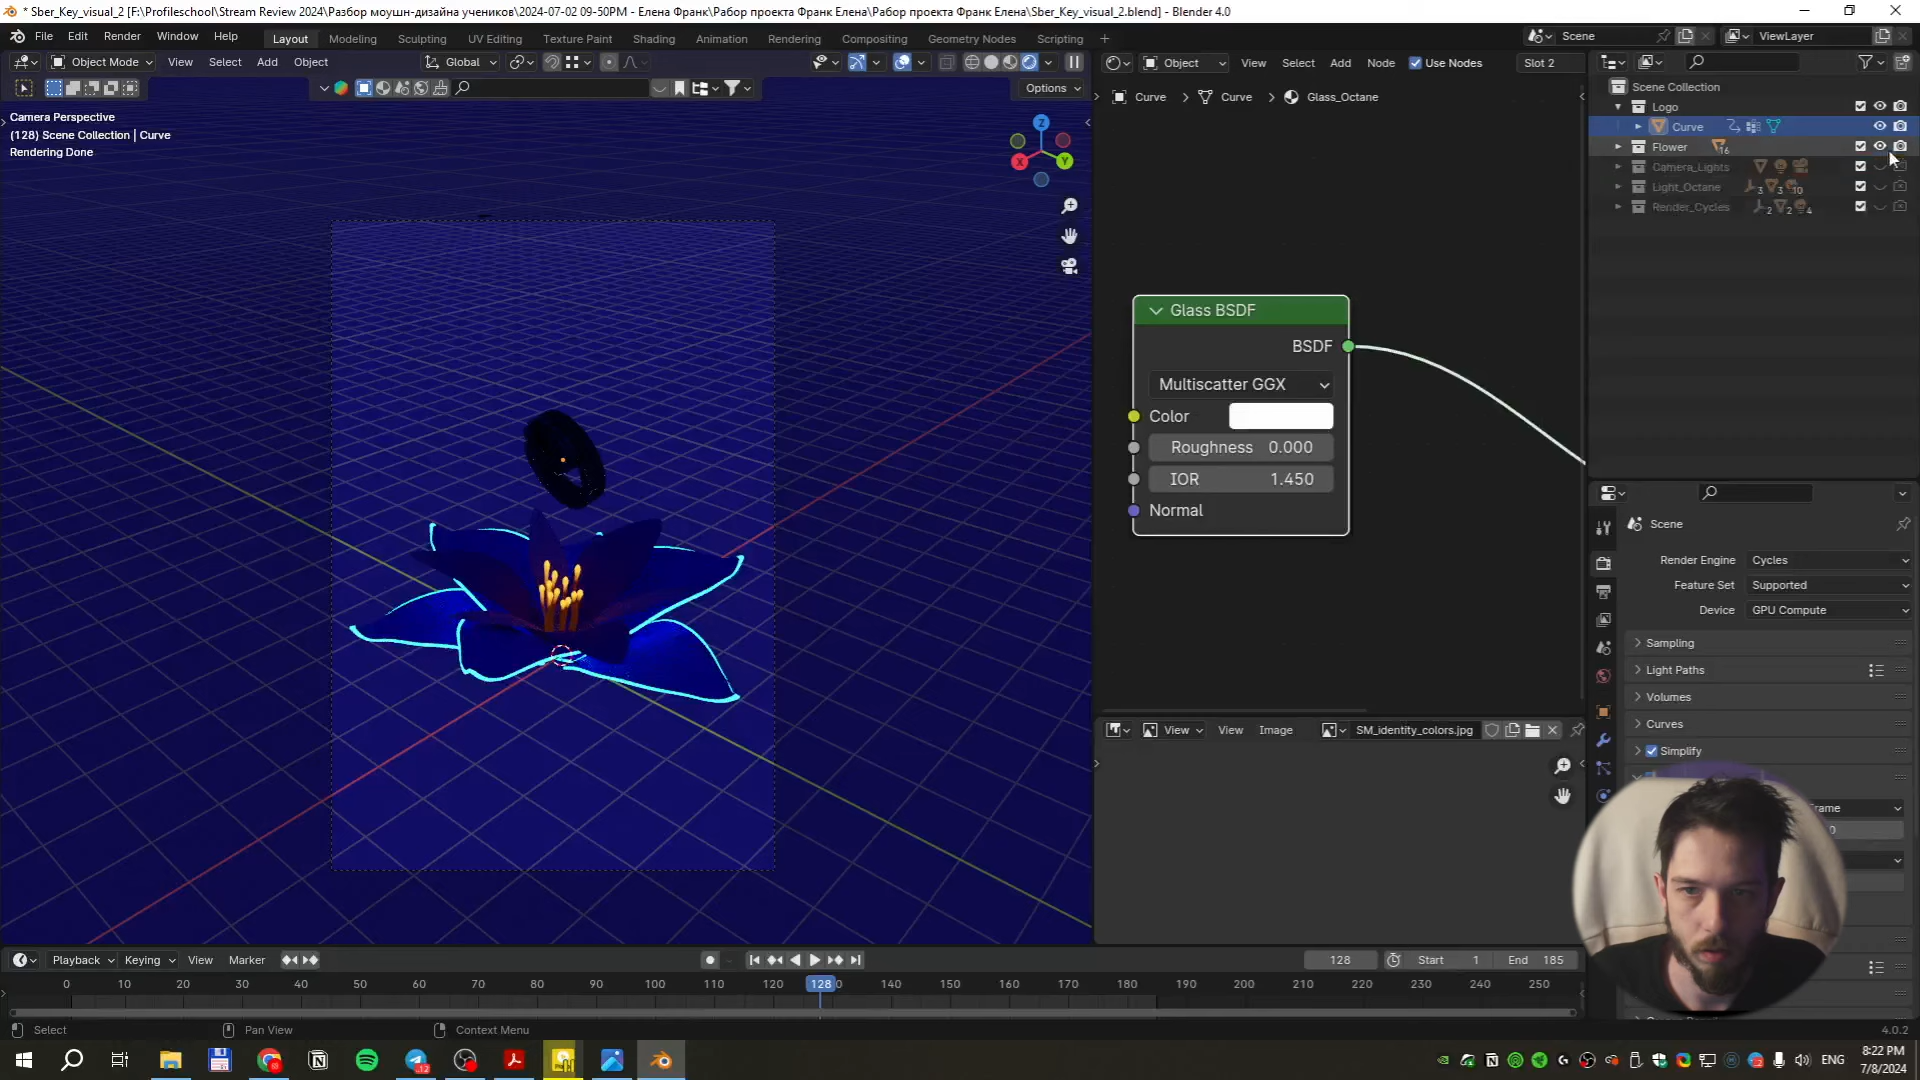 * Sber_Key_visual_2 [F:\Profileschool\Stream Review 2024\Разбор моушн-дизайна учеников\2024-07-02 09-50PM - Елена Франк\Рабор проекта Франк Елена\Рабор проекта Франк Елена\Sber_Key_visual_2.blend] - Blender 4.0
File Edit Render Window Help
Layout Modeling Sculpting UV Editing Texture Paint Shading Animation Rendering Compositing Geometry Nodes Scripting +
Scene ViewLayer
Object Mode View Select Add Object Global
Options
Camera Perspective
(128) Scene Collection | Curve
Rendering Done
Z
X Y
Object View Select Add Node Use Nodes Slot 2
Curve > Curve > Glass_Octane
Glass BSDF
BSDF
Multiscatter GGX
Color
Roughness 0.000
IOR 1.450
Normal
View View Image SM_identity_colors.jpg
Scene Collection
Logo
Curve
Flower 16
Camera_Lights
Light_Octane 3 3 10
Render_Cycles 2 2 4
Scene
Render Engine Cycles
Feature Set Supported
Device GPU Compute
Sampling
Light Paths
Volumes
Curves
Simplify
Playback Keying View Marker
128 Start 1 End 185
0 10 20 30 40 50 60 70 80 90 100 110 120 128 140 150 160 170 180 190 200 210 220 230 240 250
Select Pan View Context Menu 4.0.2
ENG
8:22 PM
7/8/2024